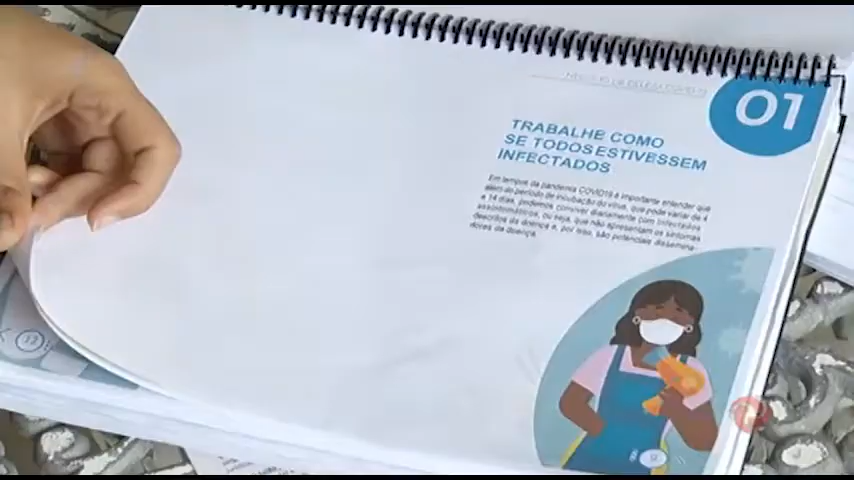 01
TRABALHE COMO
SE TODOS ESTIVESSEM
INFECTADOS
Em tempos da pandemia COVID19 é importante entender que
além do período de incubação do vírus, que pode variar de 4
a 14 dias, podemos conviver diariamente com infectados
assintomáticos, ou seja, que não apresentam os sintomas
descritos da doença e, por isso, são potenciais dissemina-
dores da doença.